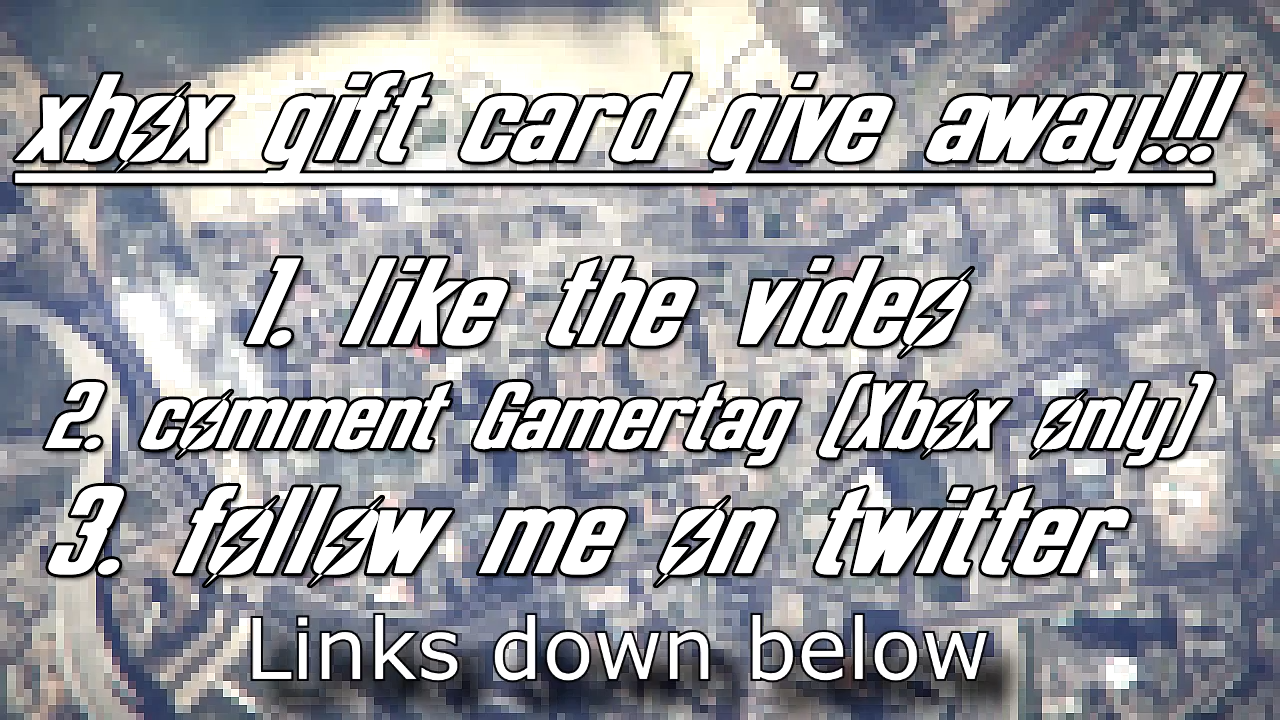 xbox gift card give away!!!
1. like the video
2. comment Gamertag (Xbox only)
3. follow me on twitter
Links down below